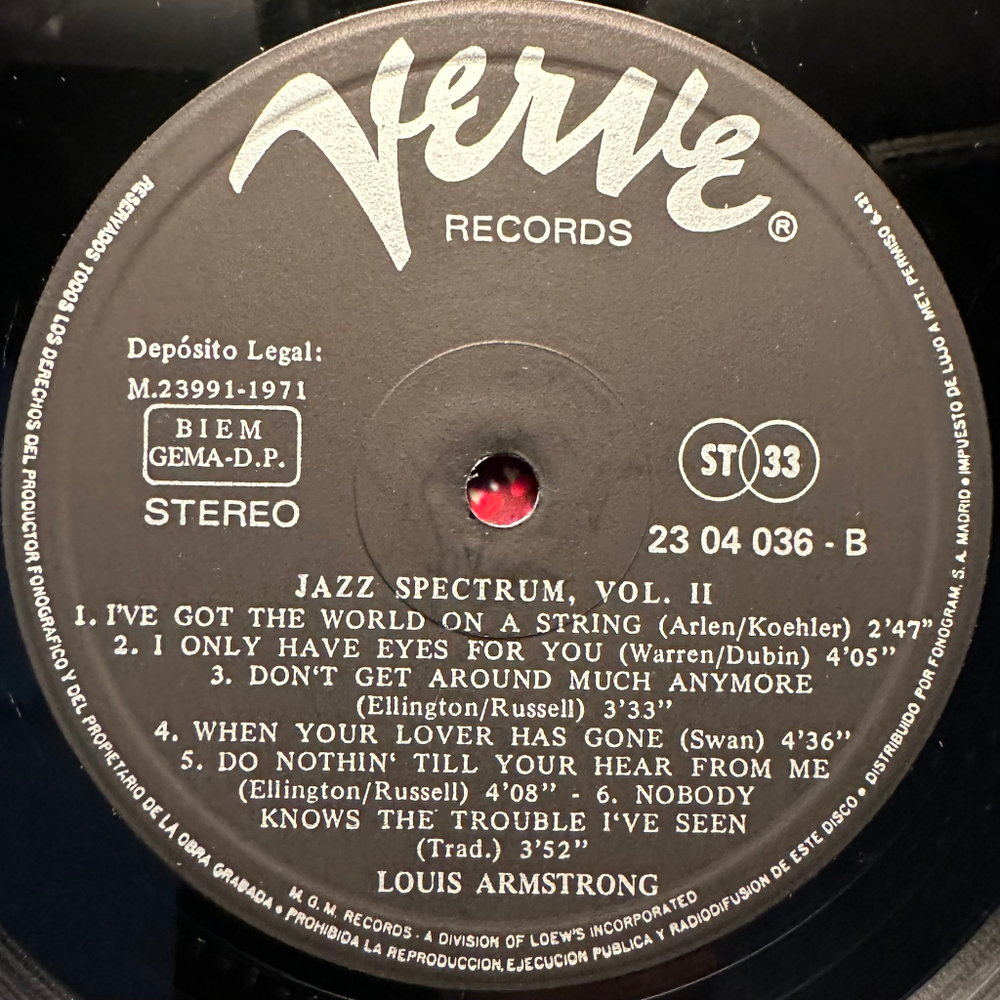 Verve
RECORDS
®
Depósito Legal:
M.23991-1971
BIEM
GEMA-D.P.
STEREO
ST 33
23 04 036 - B
JAZZ SPECTRUM, VOL. II
1. I'VE GOT THE WORLD ON A STRING (Arlen/Koehler) 2'47”
2. I ONLY HAVE EYES FOR YOU (Warren/Dubin) 4'05”
3. DON‘T GET AROUND MUCH ANYMORE
(Ellington/Russell) 3'33”
4. WHEN YOUR LOVER HAS GONE (Swan) 4'36”
5. DO NOTHIN‘ TILL YOUR HEAR FROM ME
(Ellington/Russell) 4'08” - 6. NOBODY
KNOWS THE TROUBLE I‘VE SEEN
(Trad.) 3'52”
LOUIS ARMSTRONG
M. G. M. RECORDS - A DIVISION OF LOEW'S INCORPORATED
RESERVADOS TODOS LOS DERECHOS DEL PRODUCTOR FONOGRAFICO Y DEL PROPIETARIO DE LA OBRA GRABADA • PROHIBIDA LA REPRODUCCION, EJECUCION PUBLICA Y RADIODIFUSION DE ESTE DISCO • DISTRIBUIDO POR FONOGRAM, S. A. MADRID • IMPUESTO DE LUJO A MET. PERMISO 6.421